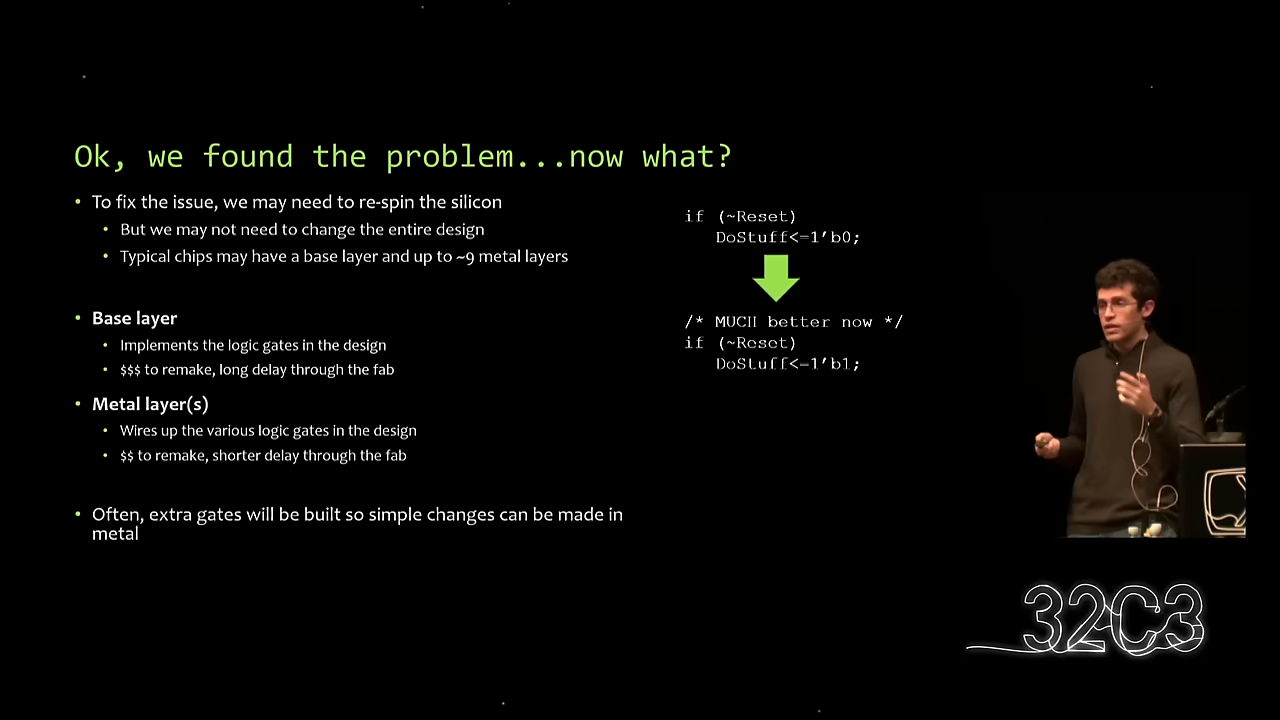 Ok, we found the problem...now what?
• To fix the issue, we may need to re-spin the silicon
• But we may not need to change the entire design
• Typical chips may have a base layer and up to ~9 metal layers
• Base layer
• Implements the logic gates in the design
• $$$ to remake, long delay through the fab
• Metal layer(s)
• Wires up the various logic gates in the design
• $$ to remake, shorter delay through the fab
• Often, extra gates will be built so simple changes can be made in
metal
if (~Reset)
DoStuff<=1'b0;
/* MUCH better now */
if (~Reset)
DoStuff<=1'b1;
32C3